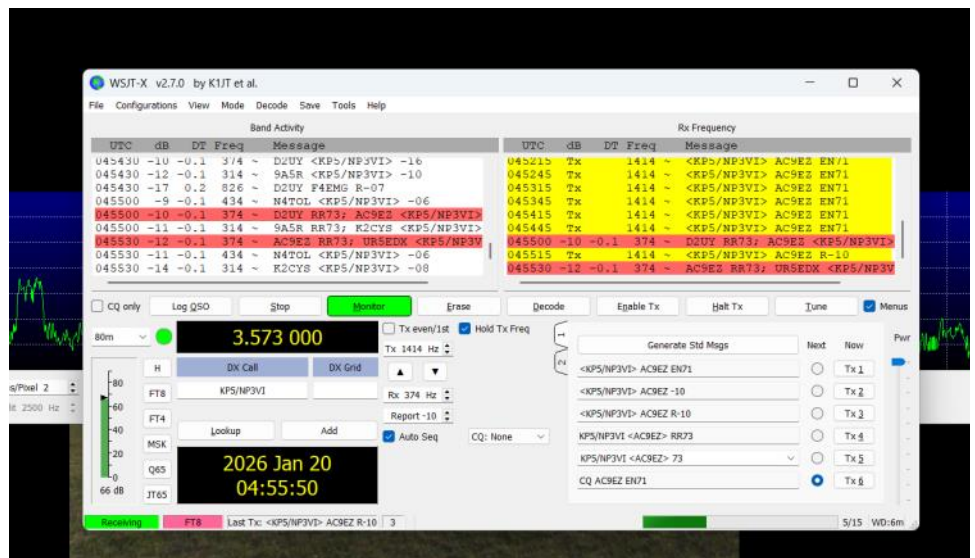 WSJT-X v2.7.0 by K1JT et al.
File Configurations View Mode Decode Save Tools Help
Band Activity
UTC dB DT Freq Message
045430 -10 -0.1 374 ~ D2UY <KP5/NP3VI> -16
045430 -12 -0.1 314 ~ 9A5R <KP5/NP3VI> -10
045430 -17 0.2 826 ~ D2UY F4EMG R-07
045500 -9 -0.1 434 ~ N4TOL <KP5/NP3VI> -06
045500 -10 -0.1 374 ~ D2UY RR73; AC9EZ <KP5/NP3VI>
045500 -11 -0.1 314 ~ 9A5R RR73; K2CYS <KP5/NP3VI>
045530 -12 -0.1 374 ~ AC9EZ RR73; UR5EDX <KP5/NP3V
045530 -11 -0.1 434 ~ N4TOL <KP5/NP3VI> -06
045530 -14 -0.1 314 ~ K2CYS <KP5/NP3VI> -08
Rx Frequency
UTC dB DT Freq Message
045215 Tx 1414 ~ <KP5/NP3VI> AC9EZ EN71
045245 Tx 1414 ~ <KP5/NP3VI> AC9EZ EN71
045315 Tx 1414 ~ <KP5/NP3VI> AC9EZ EN71
045345 Tx 1414 ~ <KP5/NP3VI> AC9EZ EN71
045415 Tx 1414 ~ <KP5/NP3VI> AC9EZ EN71
045445 Tx 1414 ~ <KP5/NP3VI> AC9EZ EN71
045500 -10 -0.1 374 ~ D2UY RR73; AC9EZ <KP5/NP3VI>
045515 Tx 1414 ~ <KP5/NP3VI> AC9EZ R-10
045530 -12 -0.1 374 ~ AC9EZ RR73; UR5EDX <KP5/NP3V
CQ only Log QSO Stop Monitor Erase Decode Enable Tx Halt Tx Tune Menus
80m
3.573 000
Tx even/1st Hold Tx Freq
Tx 1414 Hz
Rx 374 Hz
Report -10
Auto Seq CQ: None
H
FT8
FT4
MSK
Q65
JT65
DX Call DX Grid
KP5/NP3VI
Lookup Add
2026 Jan 20
04:55:50
-80
-60
-40
-20
0
66 dB
1
2
Generate Std Msgs Next Now Pwr
<KP5/NP3VI> AC9EZ EN71 Tx 1
<KP5/NP3VI> AC9EZ -10 Tx 2
<KP5/NP3VI> AC9EZ R-10 Tx 3
KP5/NP3VI <AC9EZ> RR73 Tx 4
KP5/NP3VI <AC9EZ> 73 Tx 5
CQ AC9EZ EN71 Tx 6
s/Pixel 2
2500 Hz
Receiving FT8 Last Tx: <KP5/NP3VI> AC9EZ R-10 3 5/15 WD:6m